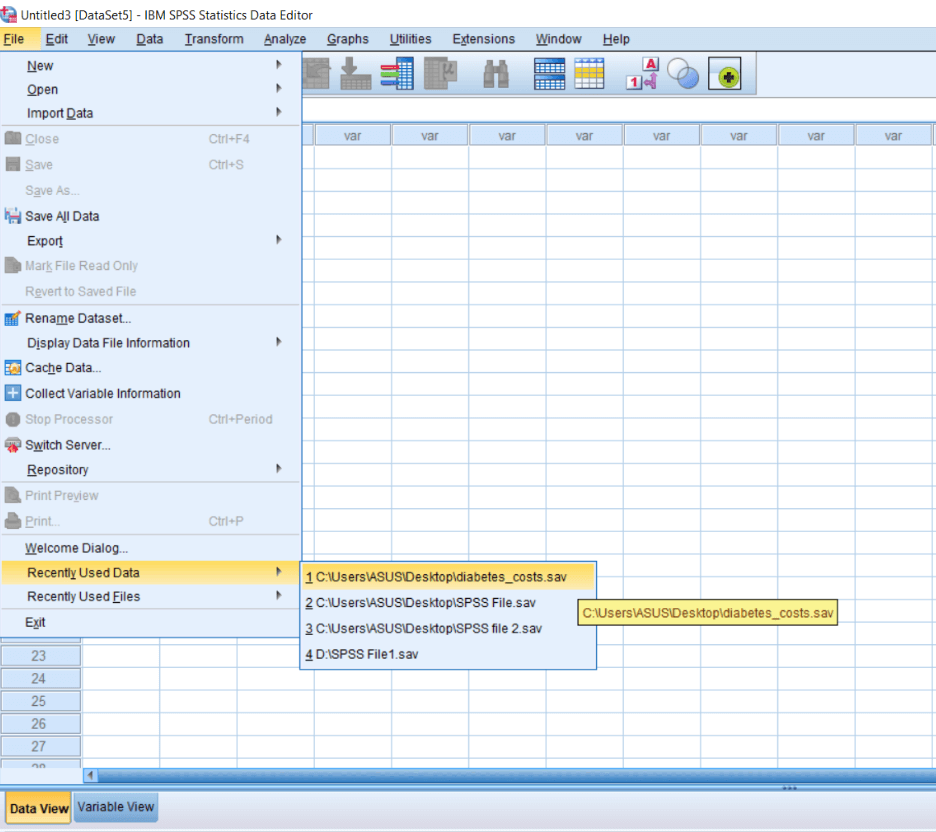 Untitled3 [DataSet5] - IBM SPSS Statistics Data Editor
File Edit View Data Transform Analyze Graphs Utilities Extensions Window Help
New
Open
Import Data
Close Ctrl+F4
Save Ctrl+S
Save As...
Save All Data
Export
Mark File Read Only
Revert to Saved File
Rename Dataset...
Display Data File Information
Cache Data...
Collect Variable Information
Stop Processor Ctrl+Period
Switch Server...
Repository
Print Preview
Print... Ctrl+P
Welcome Dialog...
Recently Used Data
Recently Used Files
Exit
A
1
var var var var var var var var
1 C:\Users\ASUS\Desktop\diabetes_costs.sav
2 C:\Users\ASUS\Desktop\SPSS File.sav
3 C:\Users\ASUS\Desktop\SPSS file 2.sav
4 D:\SPSS File1.sav
C:\Users\ASUS\Desktop\diabetes_costs.sav
23
24
25
26
27
Data View Variable View